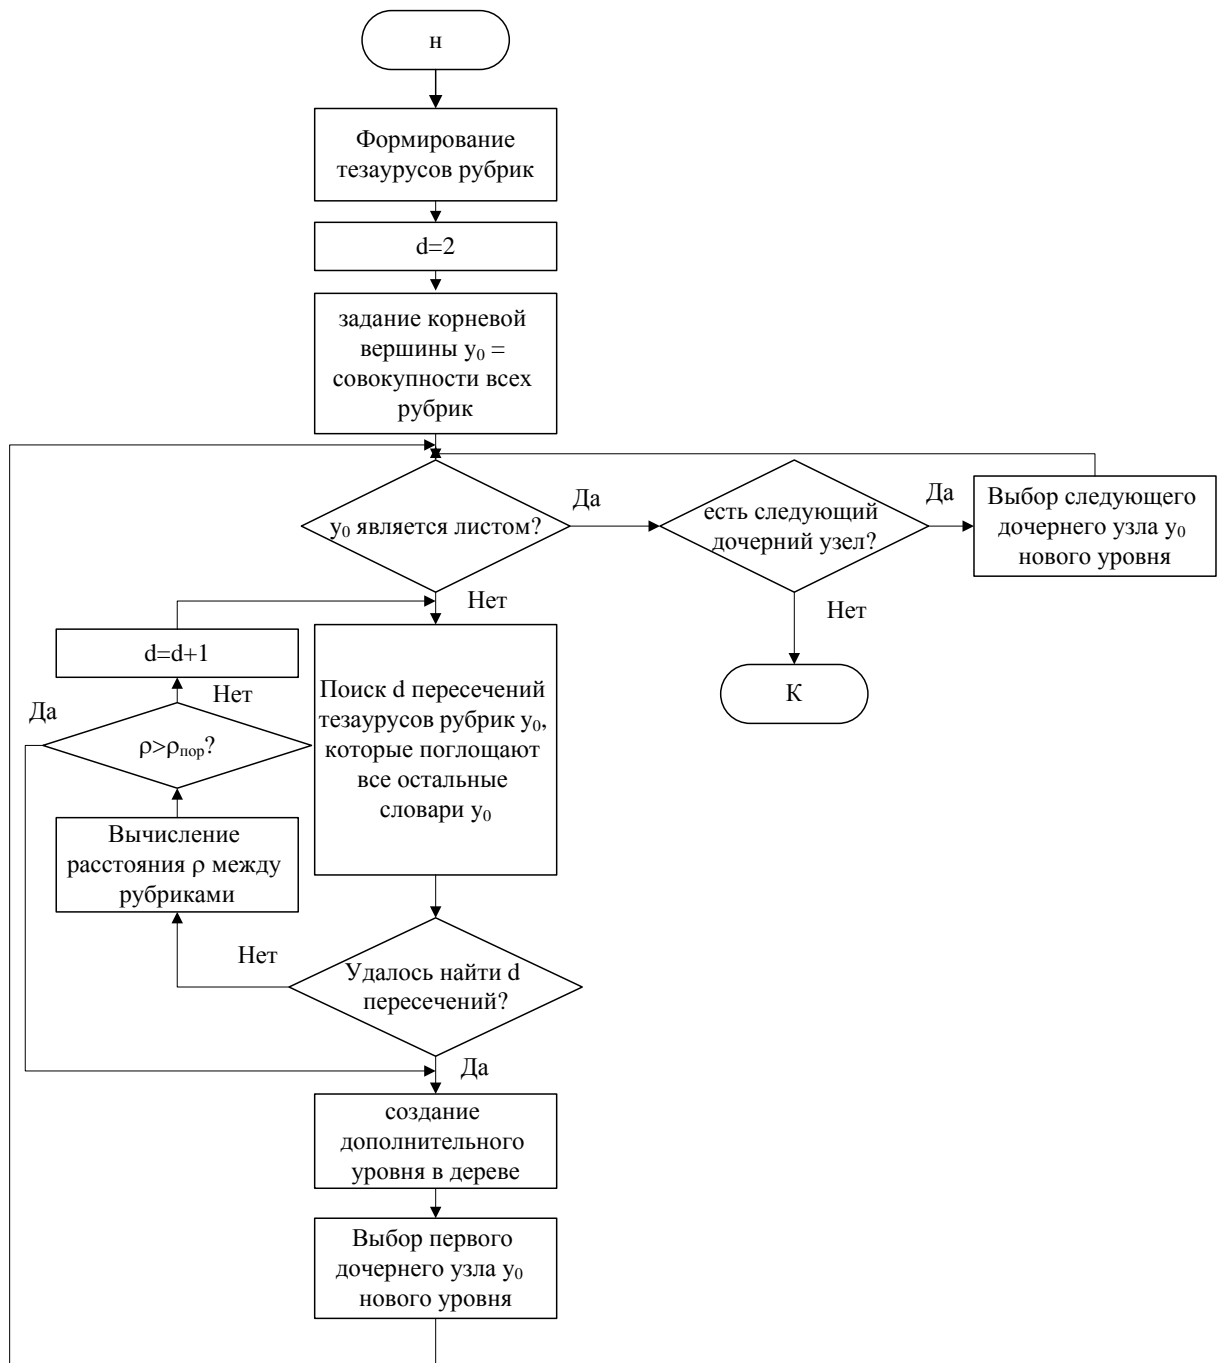 н
Формирование
тезаурусов рубрик
d=2
задание корневой
вершины y₀ =
совокупности всех
рубрик
y₀ является листом?
Да
есть следующий
дочерний узел?
Да
Выбор следующего
дочернего узла y₀
нового уровня
Нет
Нет
К
d=d+1
Нет
Да
ρ>ρпор?
Поиск d пересечений
тезаурусов рубрик y₀,
которые поглощают
все остальные
словари y₀
Вычисление
расстояния ρ между
рубриками
Нет
Удалось найти d
пересечений?
Да
создание
дополнительного
уровня в дереве
Выбор первого
дочернего узла y₀
нового уровня